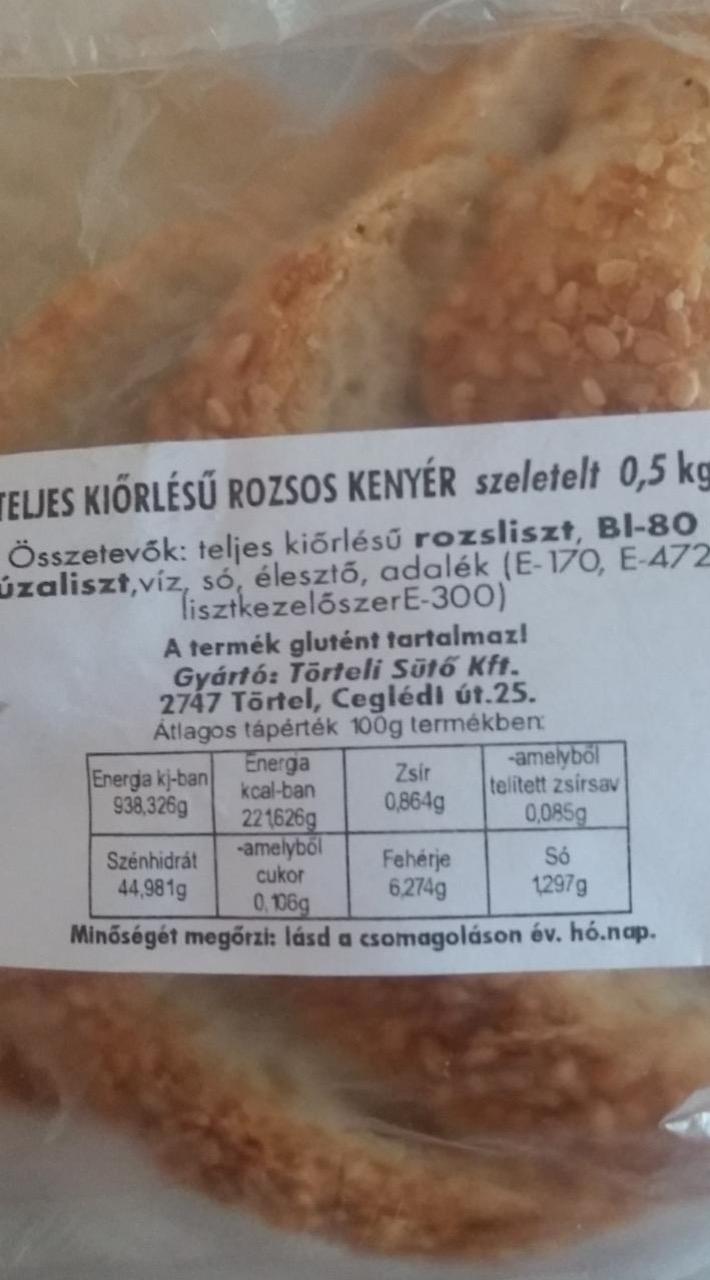 TELJES KIŐRLÉSŰ ROZSOS KENYÉR szeletelt 0,5 kg
Összetevők: teljes kiőrlésű rozsliszt, Bl-80
úzaliszt,víz, só, élesztő, adalék (E-170, E-472
lisztkezelőszerE-300)
A termék glutént tartalmaz!
Gyártó: Törteli Sütő Kft.
2747 Törtel, Ceglédi út.25.
Átlagos tápérték 100g termékben:
Energia kj-ban
938,326g
Energia
kcal-ban
221,626g
Zsír
0,864g
-amelyből
telített zsírsav
0,085g
Szénhidrát
44,981g
-amelyből
cukor
0,106g
Fehérje
6,274g
Só
1,297g
Minőségét megőrzi: lásd a csomagoláson év. hó.nap.